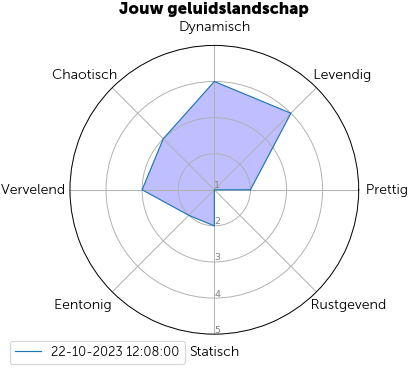 Jouw geluidslandschap
Dynamisch
Chaotisch
Levendig
Vervelend
1
Prettig
2
3
Eentonig
4
Rustgevend
5
22-10-2023 12:08:00
Statisch